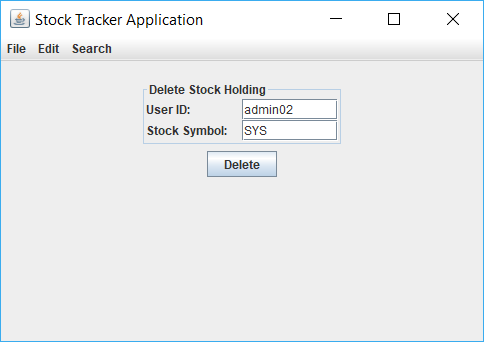 Stock Tracker Application
File Edit Search
Delete Stock Holding
User ID: admin02
Stock Symbol: SYS
Delete